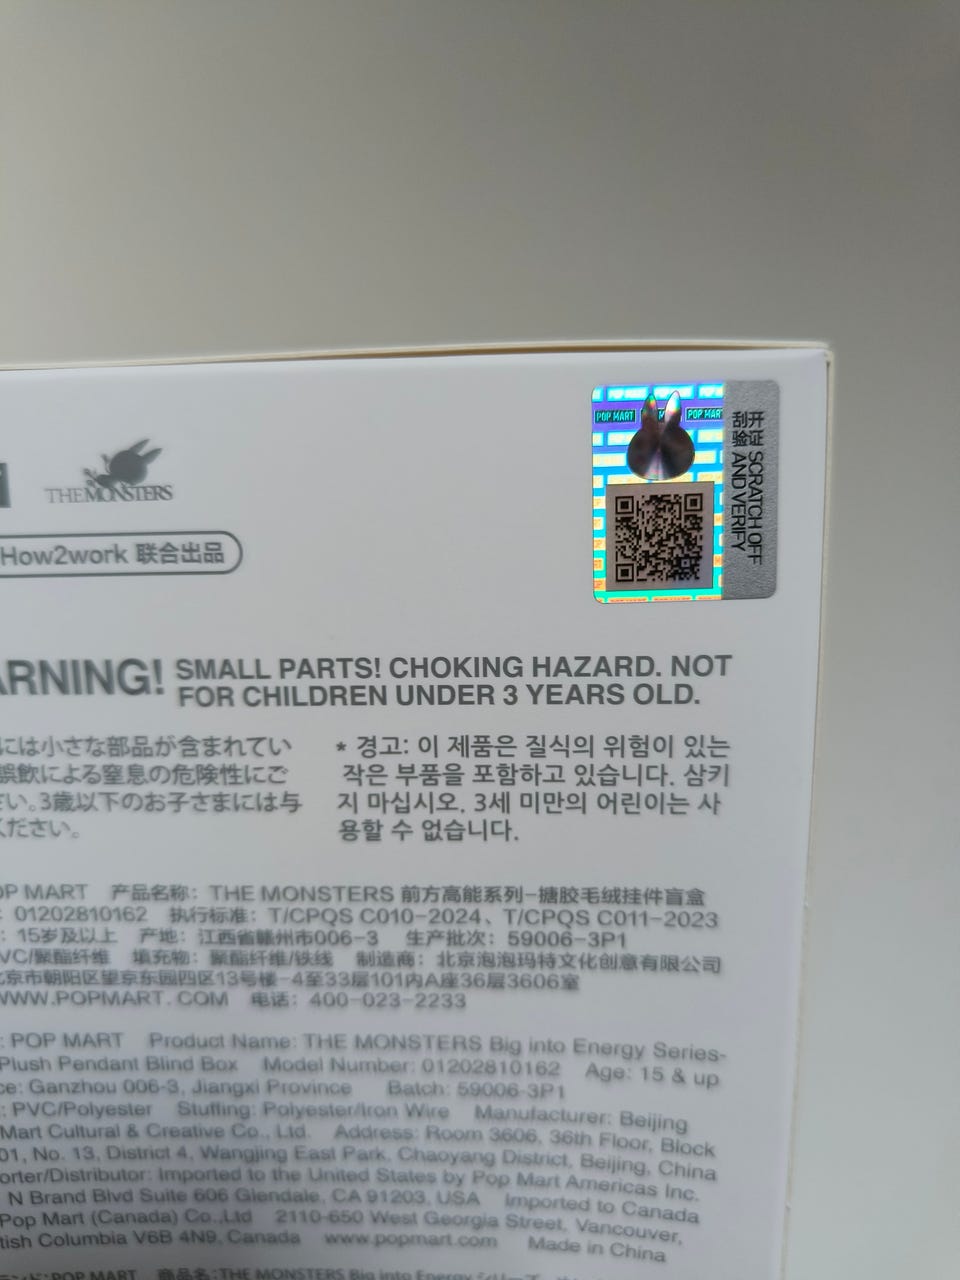 POP MART
POP MART
POP MAR
刮开
验证
SCRATCH OFF
AND VERIFY
THE MONSTERS
How2work 联合出品
ARNING! SMALL PARTS! CHOKING HAZARD. NOT
FOR CHILDREN UNDER 3 YEARS OLD.
には小さな部品が含まれてい
誤飲による窒息の危険性にご
さい。3歳以下のお子さまには与
ください。
* 경고: 이 제품은 질식의 위험이 있는
작은 부품을 포함하고 있습니다. 삼키
지 마십시오. 3세 미만의 어린이는 사
용할 수 없습니다.
OP MART 产品名称: THE MONSTERS 前方高能系列-搪胶毛绒挂件盲盒
: 01202810162 执行标准: T/CPQS C010-2024、T/CPQS C011-2023
: 15岁及以上 产地: 江西省赣州市006-3 生产批次: 59006-3P1
VC/聚酯纤维 填充物: 聚酯纤维/铁线 制造商: 北京泡泡玛特文化创意有限公司
京市朝阳区望京东园四区13号楼-4至33层101内A座36层3606室
WWW.POPMART.COM 电话: 400-023-2233
: POP MART Product Name: THE MONSTERS Big into Energy Series-
Plush Pendant Blind Box Model Number: 01202810162 Age: 15 & up
ce: Ganzhou 006-3, Jiangxi Province Batch: 59006-3P1
: PVC/Polyester Stuffing: Polyester/Iron Wire Manufacturer: Beijing
Mart Cultural & Creative Co., Ltd. Address: Room 3606, 36th Floor, Block
01, No. 13, District 4, Wangjing East Park, Chaoyang District, Beijing, China
orter/Distributor: Imported to the United States by Pop Mart Americas Inc.
N Brand Blvd Suite 606 Glendale, CA 91203, USA Imported to Canada
Pop Mart (Canada) Co.,Ltd 2110-650 West Georgia Street, Vancouver,
tish Columbia V6B 4N9, Canada www.popmart.com Made in China
ランド:POP MART 商品名:THE MONSTERS Big into Energy シリーズ